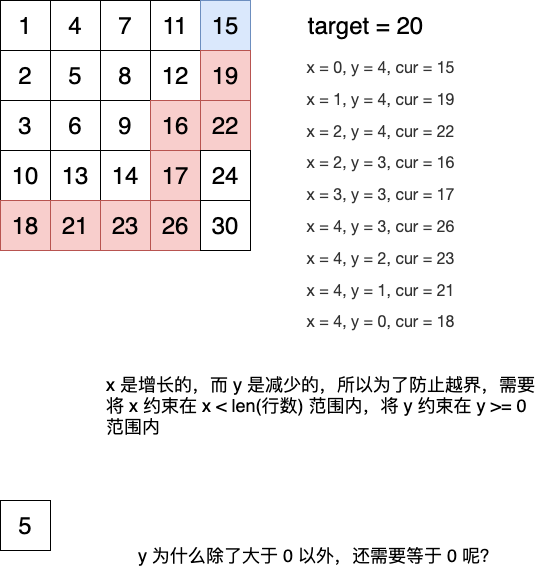 1 4 7 11 15
target = 20
2 5 8 12 19
3 6 9 16 22
10 13 14 17 24
18 21 23 26 30
x = 0, y = 4, cur = 15
x = 1, y = 4, cur = 19
x = 2, y = 4, cur = 22
x = 2, y = 3, cur = 16
x = 3, y = 3, cur = 17
x = 4, y = 3, cur = 26
x = 4, y = 2, cur = 23
x = 4, y = 1, cur = 21
x = 4, y = 0, cur = 18
x 是增长的，而 y 是减少的，所以为了防止越界，需要
将 x 约束在 x < len(行数) 范围内，将 y 约束在 y >= 0
范围内
5
y 为什么除了大于 0 以外，还需要等于 0 呢?